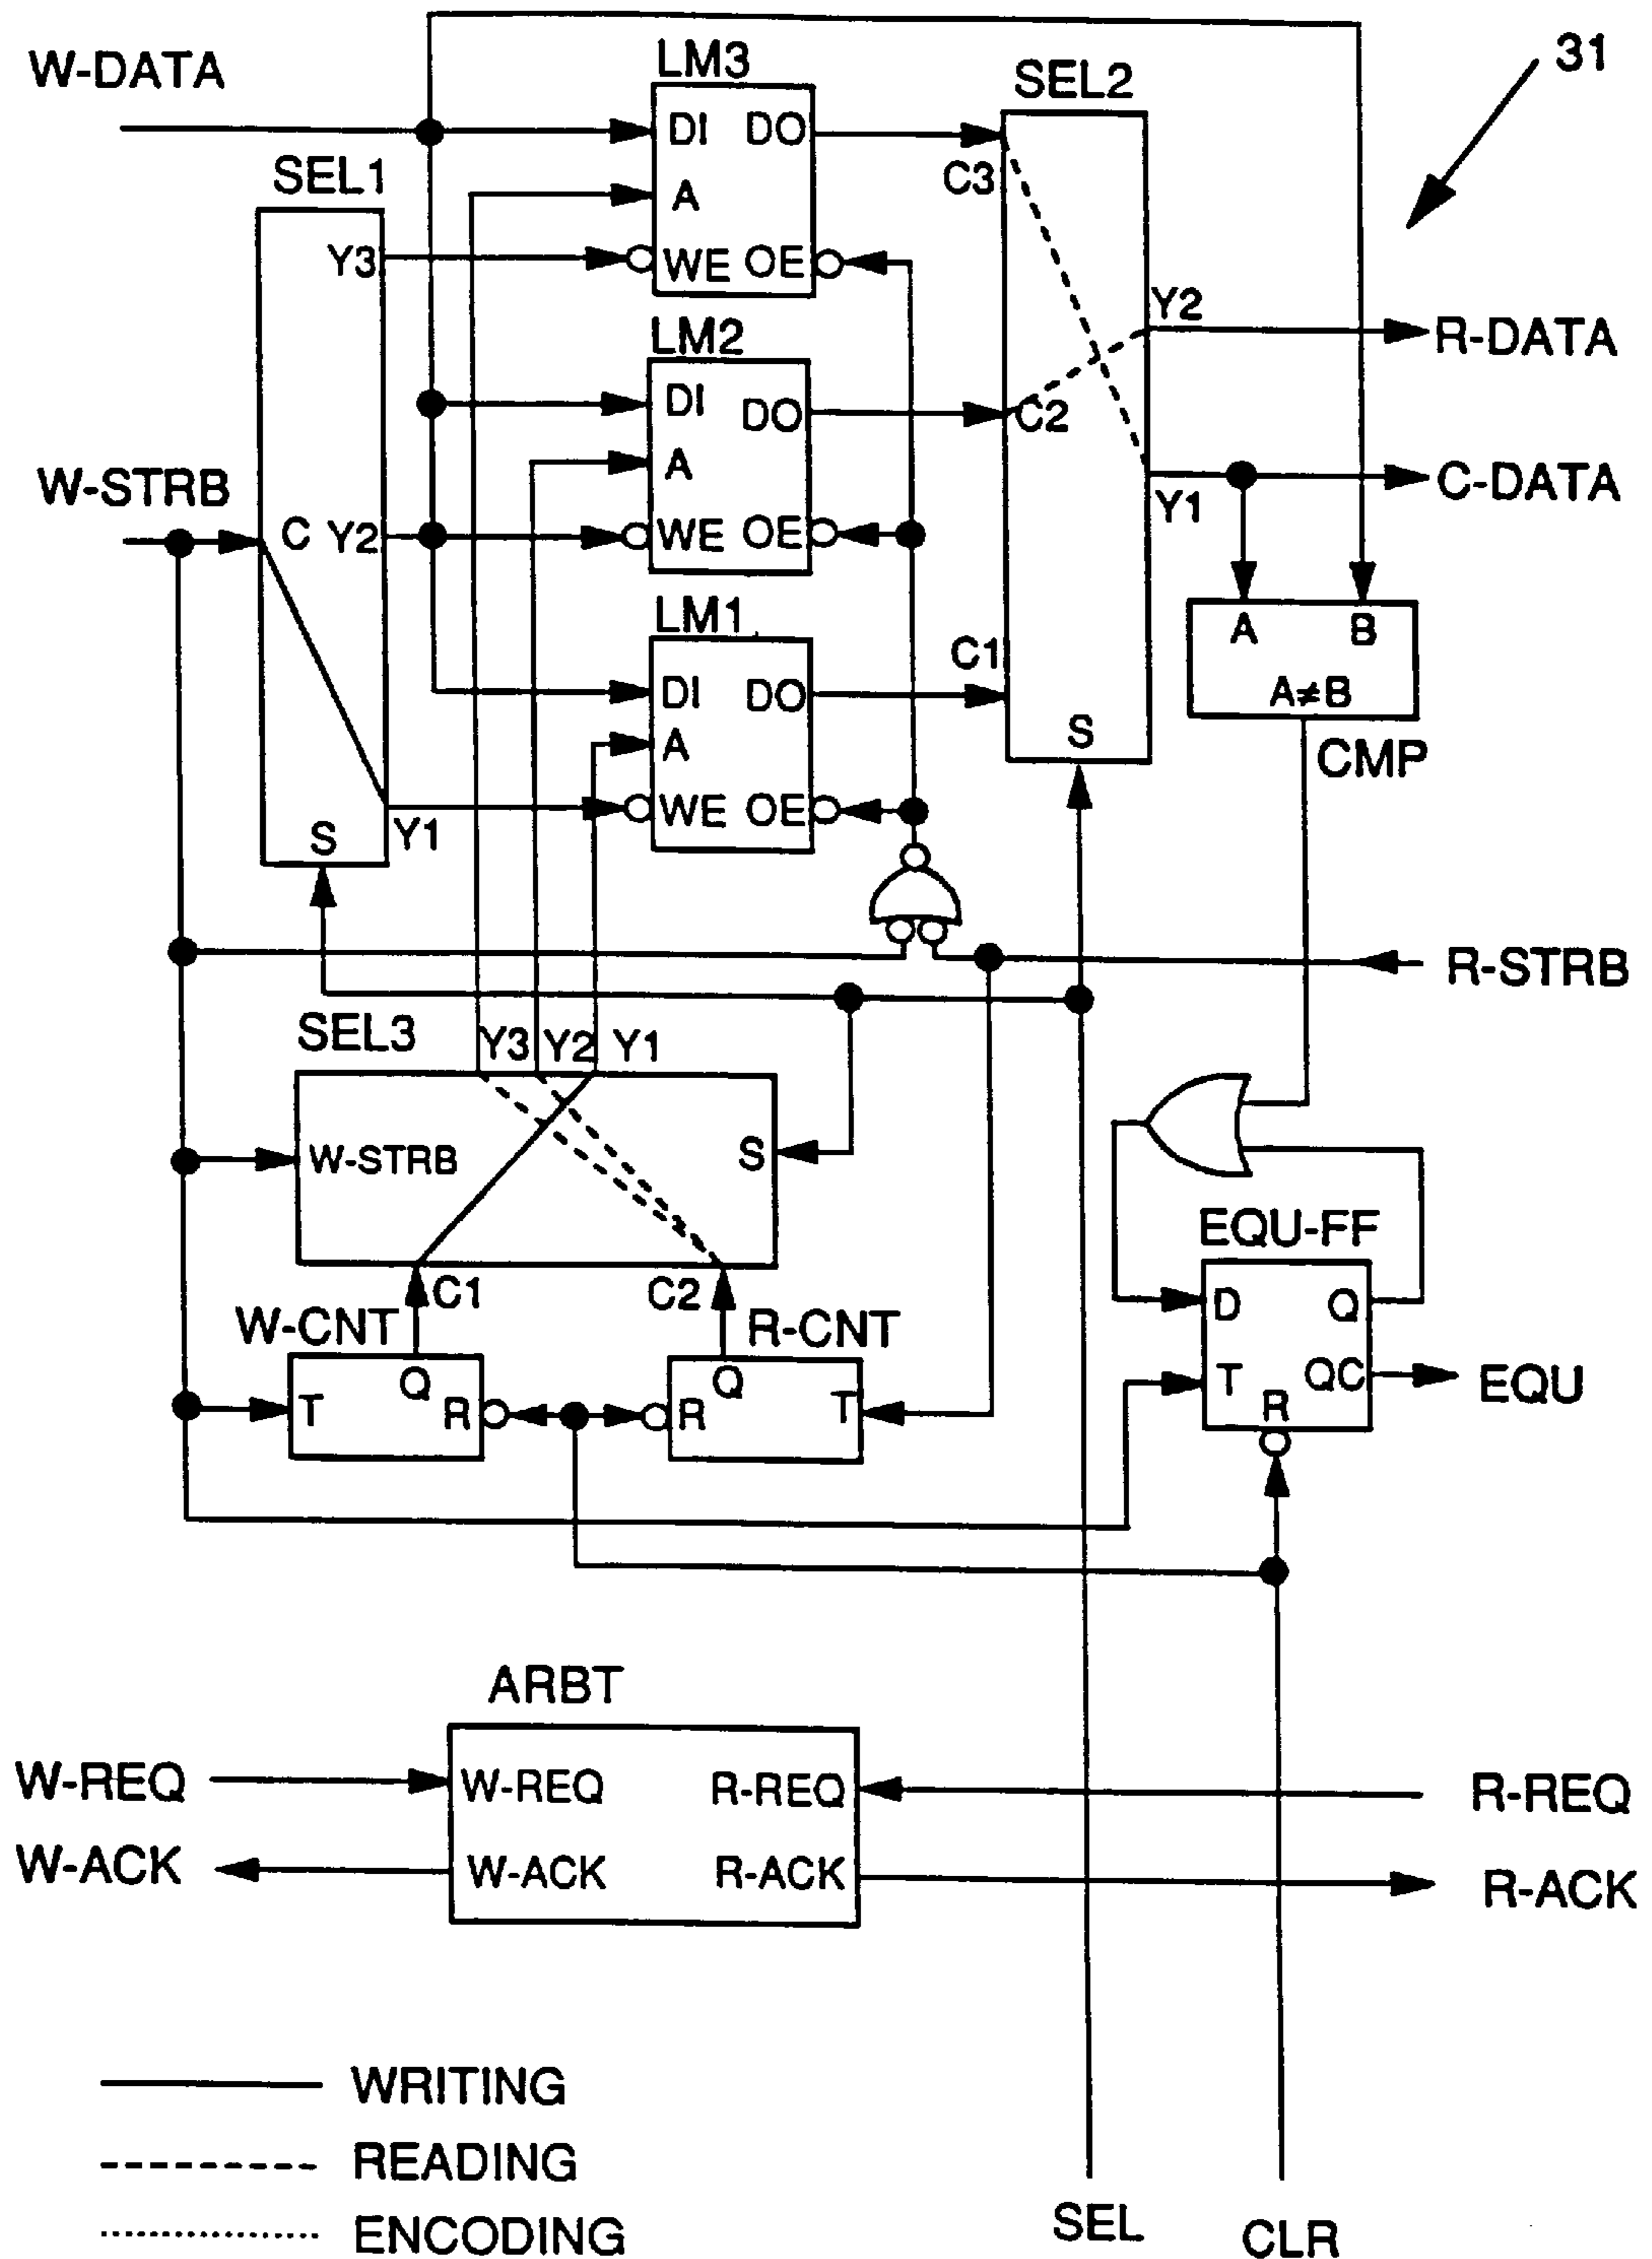 31
W-DATA
LM3
SEL2
DI DO
C3
SEL1
A
Y3
WE OE
Y2
R-DATA
LM2
DI DO
C2
A
W-STRB
C-DATA
Y1
C Y2
WE OE
LM1
C1
A B
DI DO
A≠B
A
S
CMP
WE OE
S
Y1
R-STRB
SEL3
Y3 Y2 Y1
W-STRB
S
EQU-FF
C1 C2
W-CNT R-CNT
D Q
Q Q
T QC
EQU
T R R T
R
ARBT
W-REQ W-REQ R-REQ R-REQ
W-ACK W-ACK R-ACK R-ACK
WRITING
READING
ENCODING
SEL CLR